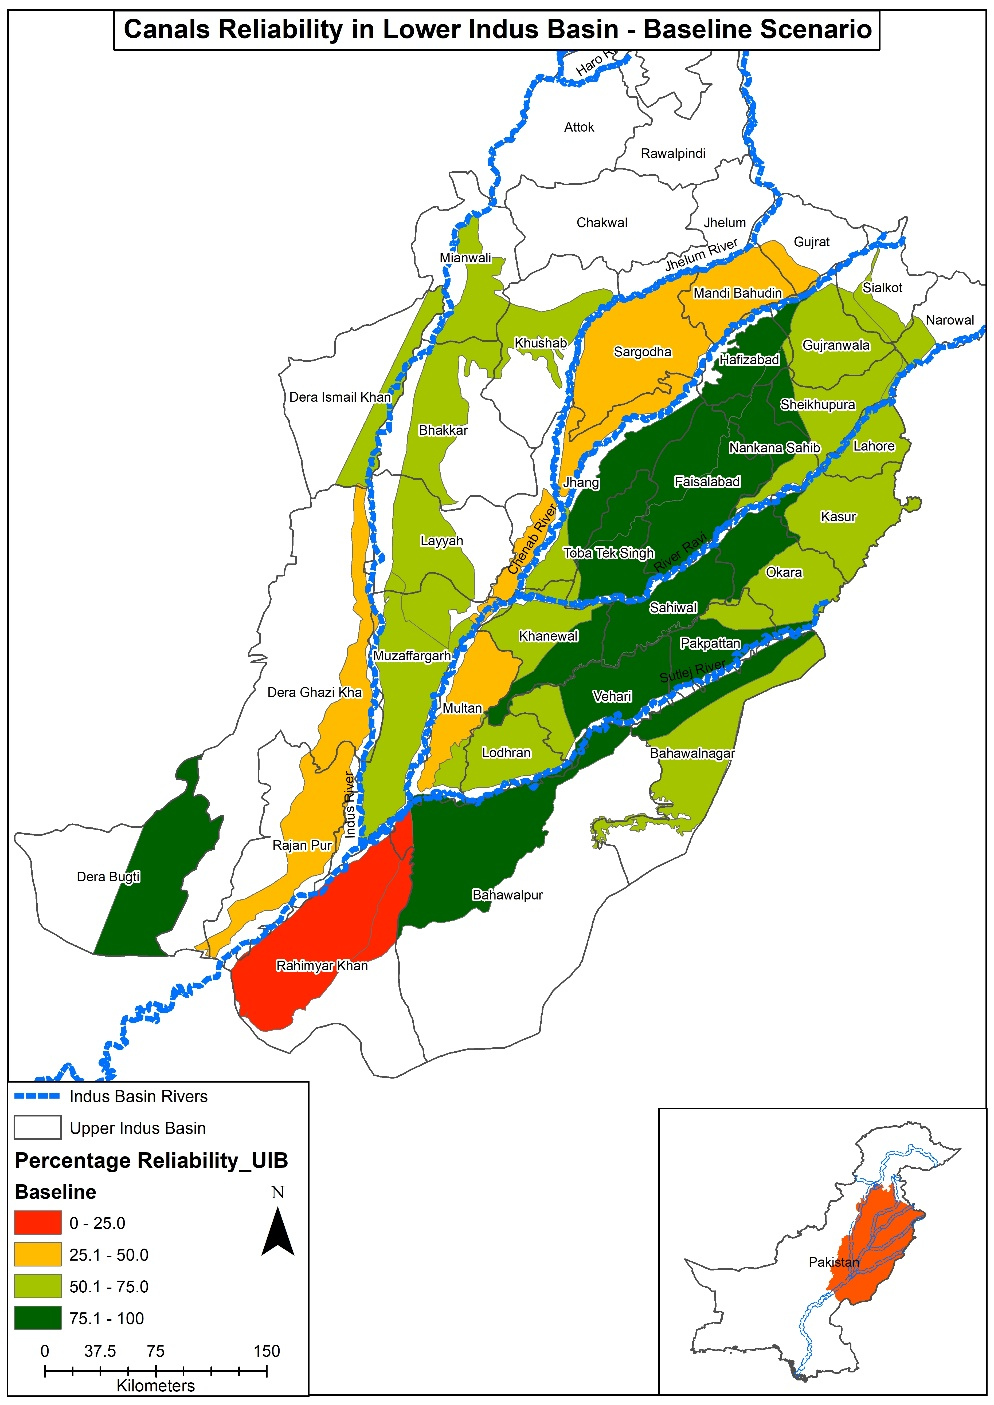 Canals Reliability in Lower Indus Basin - Baseline Scenario
Haro R
Attok
Rawalpindi
Chakwal
Jhelum
Gujrat
Jhelum River
Mianwali
Sialkot
Mandi Bahudin
Narowal
Khushab
Sargodha
Hafizabad
Gujranwala
Dera Ismail Khan
Sheikhupura
Bhakkar
Nankana Sahib
Lahore
Jhang
Faisalabad
Kasur
Chenab River
Layyah
Toba Tek Singh
River Ravi
Okara
Sahiwal
Khanewal
Pakpattan
Muzaffargarh
Sutlej River
Dera Ghazi Kha
Vehari
Multan
Lodhran
Bahawalnagar
Indus River
Rajan Pur
Dera Bugti
Bahawalpur
Rahimyar Khan
Indus Basin Rivers
Upper Indus Basin
Percentage Reliability_UIB
Baseline
N
0 - 25.0
25.1 - 50.0
50.1 - 75.0
75.1 - 100
0 37.5 75 150
Kilometers
Pakistan